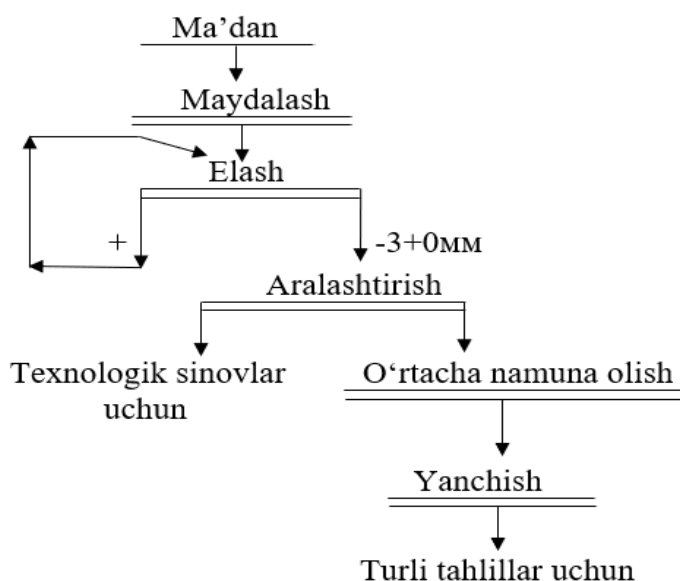 Ma’dan
Maydalash
Elash
+
-3+0мм
Aralashtirish
Texnologik sinovlar
uchun
O‘rtacha namuna olish
Yanchish
Turli tahlillar uchun